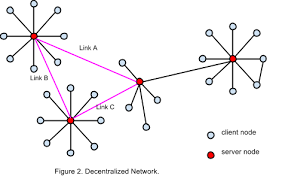 Link A
Link B
Link C
client node
server node
Figure 2. Decentralized Network.